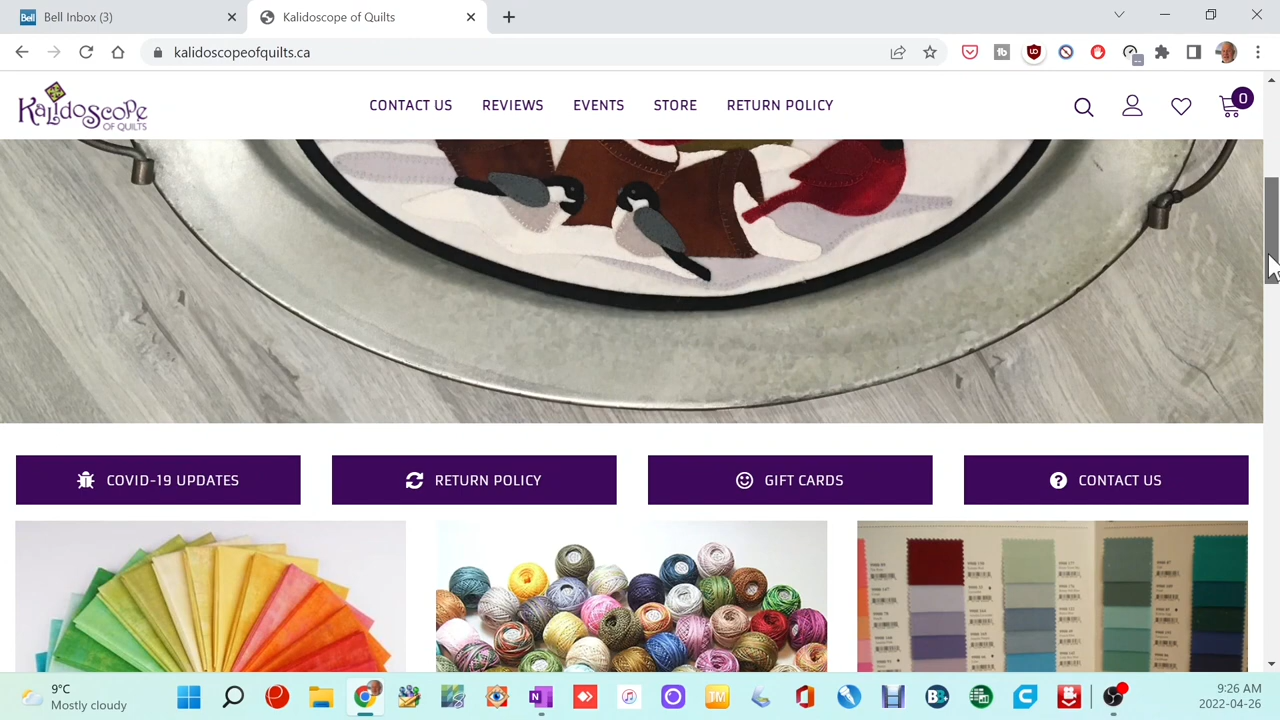 Bell Bell Inbox (3)
Kalidoscope of Quilts
kalidoscopeofquilts.ca
KalidoScope
OF QUILTS
CONTACT US REVIEWS EVENTS STORE RETURN POLICY
0
COVID-19 UPDATES RETURN POLICY GIFT CARDS CONTACT US
9°C
Mostly cloudy
9:26 AM
2022-04-26